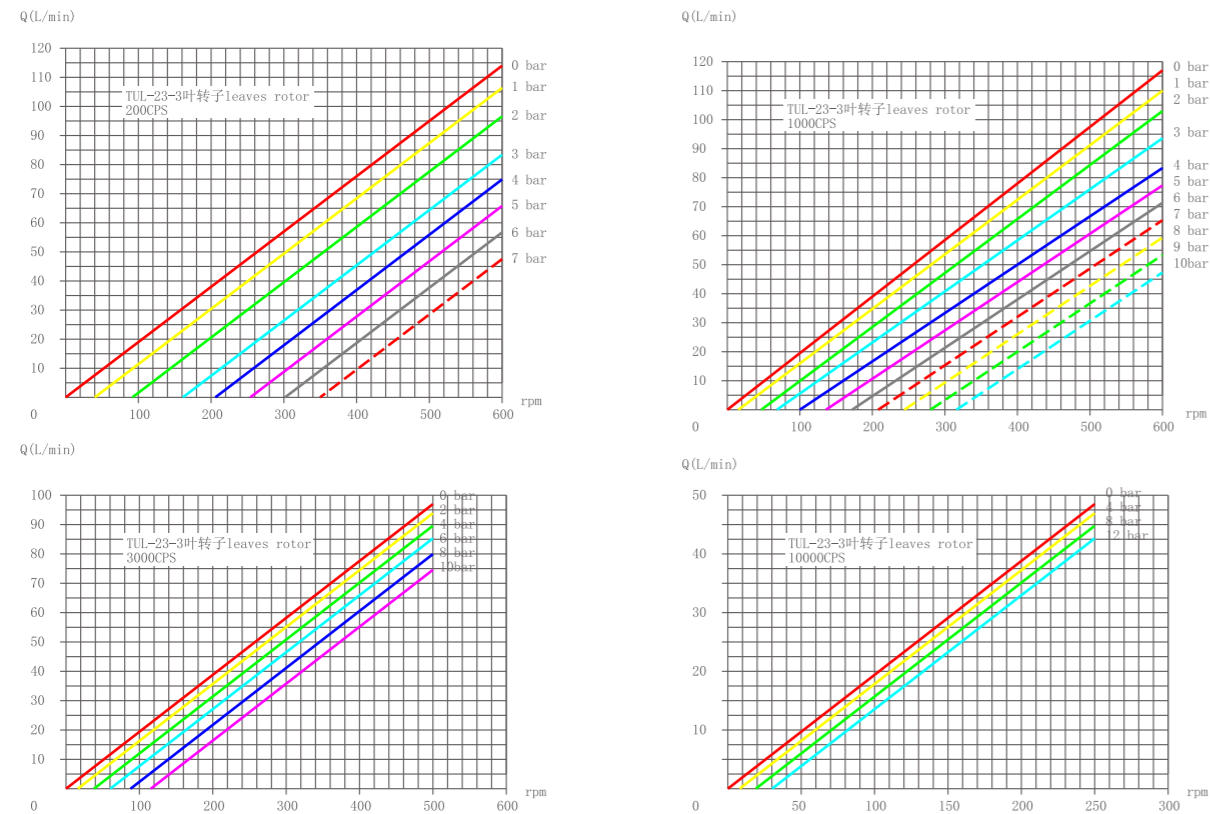 Q(L/min)
120
110
100
90
80
70
60
50
40
30
20
10
0
100
200
300
400
500
600
rpm
TUL-23-3叶转子leaves rotor
200CPS
0 bar
1 bar
2 bar
3 bar
4 bar
5 bar
6 bar
7 bar
Q(L/min)
120
110
100
90
80
70
60
50
40
30
20
10
0
100
200
300
400
500
600
rpm
TUL-23-3叶转子leaves rotor
1000CPS
0 bar
1 bar
2 bar
3 bar
4 bar
5 bar
6 bar
7 bar
8 bar
9 bar
10bar
Q(L/min)
100
90
80
70
60
50
40
30
20
10
0
100
200
300
400
500
600
rpm
TUL-23-3叶转子leaves rotor
3000CPS
0 bar
2 bar
4 bar
6 bar
8 bar
10bar
Q(L/min)
50
40
30
20
10
0
50
100
150
200
250
300
rpm
TUL-23-3叶转子leaves rotor
10000CPS
0 bar
4 bar
8 bar
12 bar